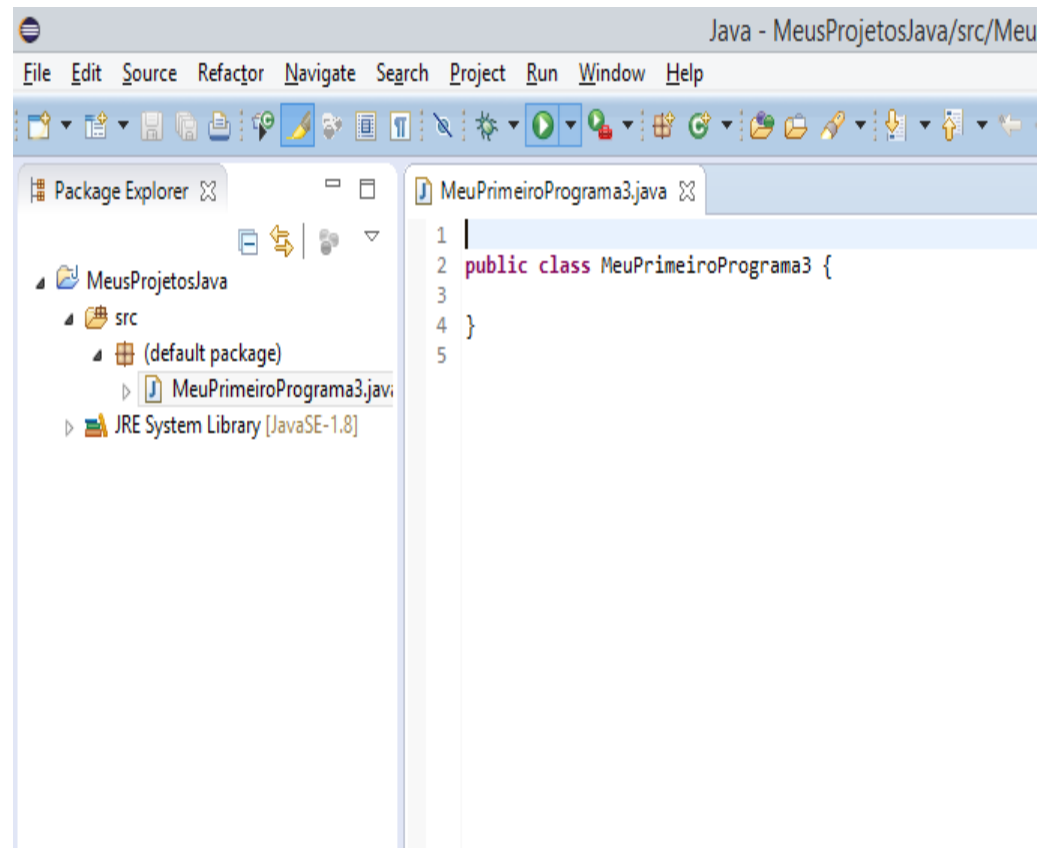 Java - MeusProjetosJava/src/Meu
File Edit Source Refactor Navigate Search Project Run Window Help
Package Explorer
MeusProjetosJava
src
(default package)
MeuPrimeiroPrograma3.java
JRE System Library [JavaSE-1.8]
MeuPrimeiroPrograma3.java
1
2 public class MeuPrimeiroPrograma3 {
3
4 }
5